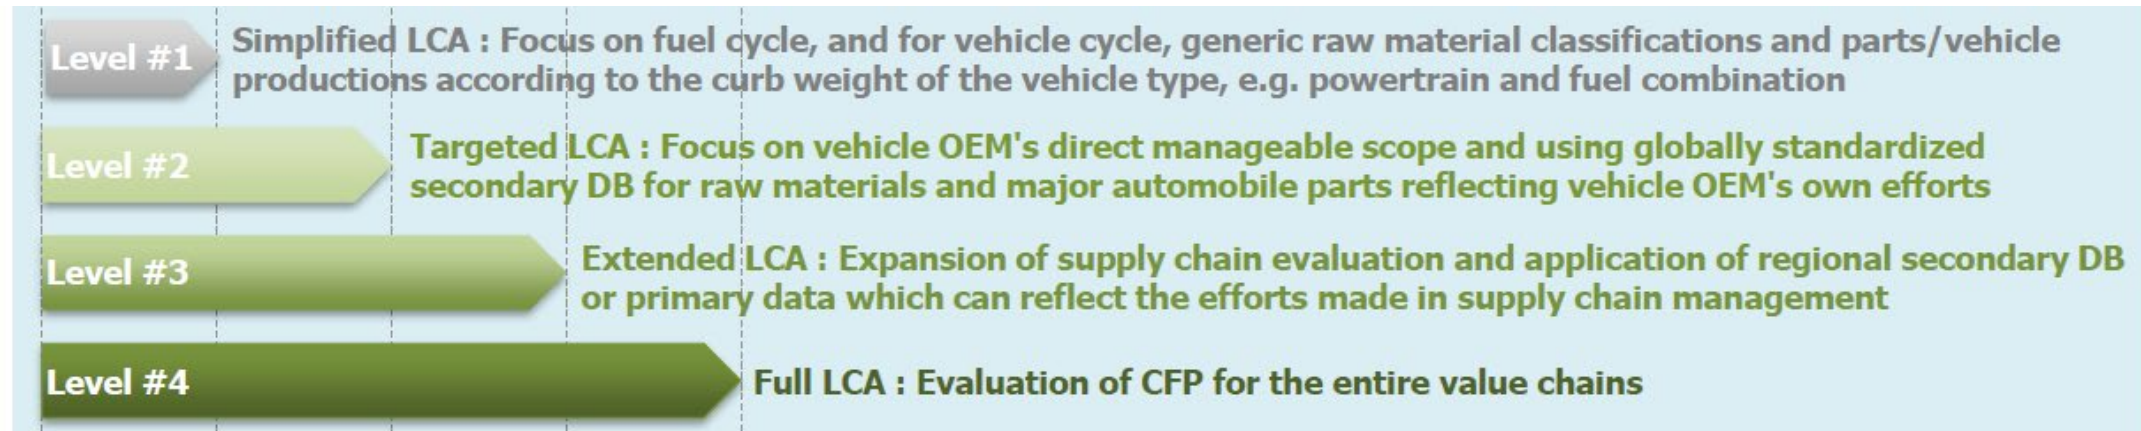 Level #1
Simplified LCA : Focus on fuel cycle, and for vehicle cycle, generic raw material classifications and parts/vehicle
productions according to the curb weight of the vehicle type, e.g. powertrain and fuel combination
Level #2
Targeted LCA : Focus on vehicle OEM's direct manageable scope and using globally standardized
secondary DB for raw materials and major automobile parts reflecting vehicle OEM's own efforts
Level #3
Extended LCA : Expansion of supply chain evaluation and application of regional secondary DB
or primary data which can reflect the efforts made in supply chain management
Level #4
Full LCA : Evaluation of CFP for the entire value chains